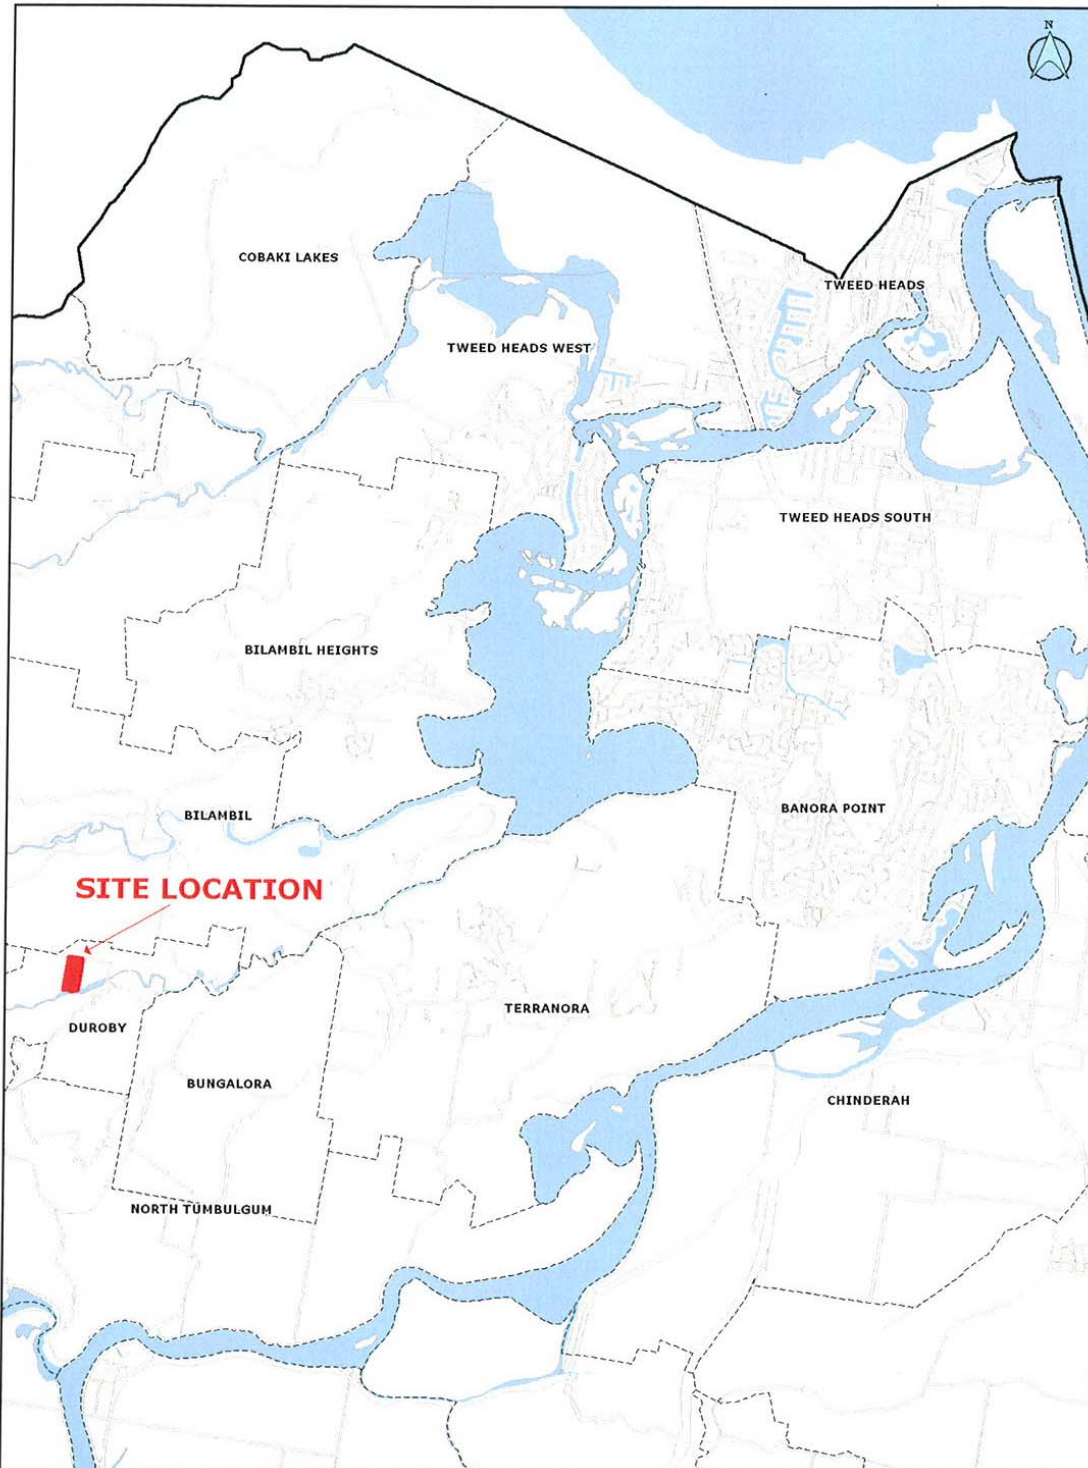 N
COBAKI LAKES
TWEED HEADS
TWEED HEADS WEST
TWEED HEADS SOUTH
BILAMBIL HEIGHTS
BANORA POINT
BILAMBIL
SITE LOCATION
TERRANORA
DUROBY
BUNGALORA
CHINDERAH
NORTH TUMBULGUM